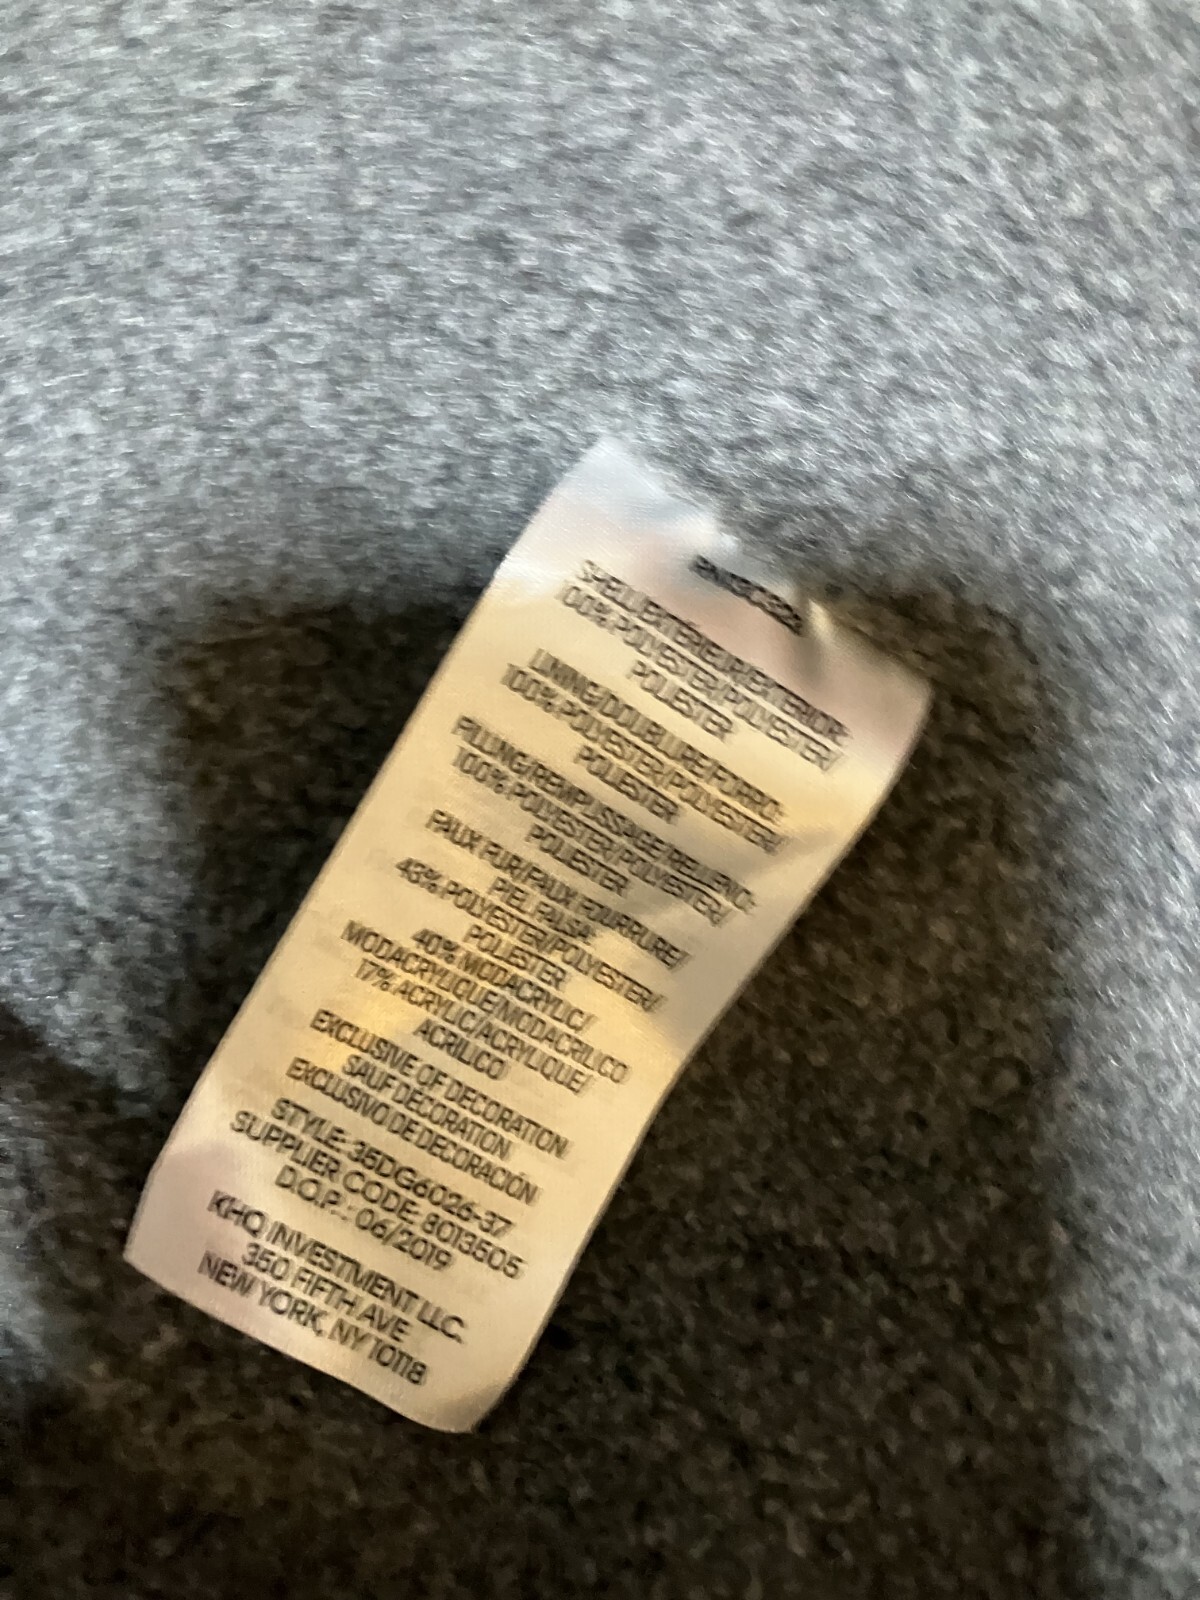 SHELL/EXTÉRIEUR/EXTERIOR:
100% POLYESTER/POLYESTER/
POLIESTER
LINING/DOUBLURE/FORRO:
100% POLYESTER/POLYESTER/
POLIESTER
FILLING/REMPLISSAGE/RELLENO:
100% POLYESTER/POLYESTER/
POLIESTER
FAUX FUR/FAUX FOURRURE/
PIEL FALSA:
43% POLYESTER/POLYESTER/
POLIESTER
40% MODACRYLIC/
MODACRYLIQUE/MODACRILICO
17% ACRYLIC/ACRYLIQUE/
ACRILICO
EXCLUSIVE OF DECORATION
SAUF DÉCORATION
EXCLUSIVO DE DECORACIÓN
STYLE: 35DG6026-37
SUPPLIER CODE: 8013505
D.O.P.: 06/2019
KHQ INVESTMENT LLC.
350 FIFTH AVE
NEW YORK, NY 10118